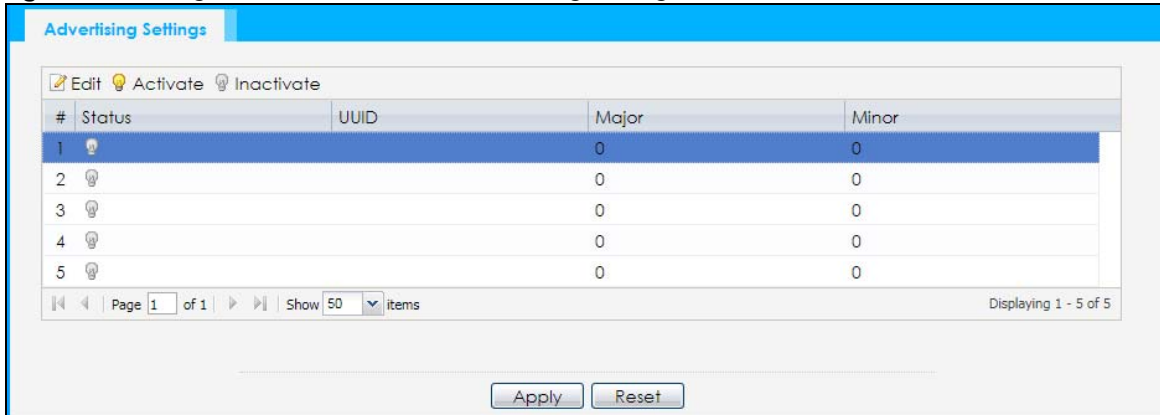 Advertising Settings
Edit Activate Inactivate
# Status UUID Major Minor
1 0 0
2 0 0
3 0 0
4 0 0
5 0 0
Page 1 of 1 Show 50 items Displaying 1 - 5 of 5
Apply Reset